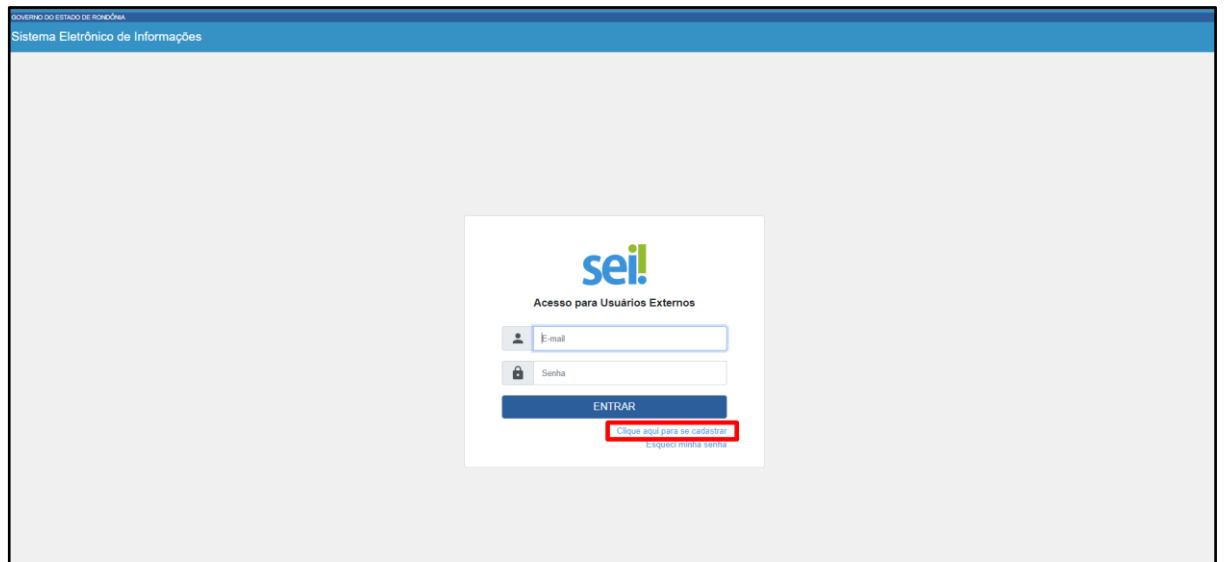 GOVERNO DO ESTADO DE RONDÔNIA
Sistema Eletrônico de Informações
sei!
Acesso para Usuários Externos
E-mail
Senha
ENTRAR
Clique aqui para se cadastrar
Esqueci minha senha